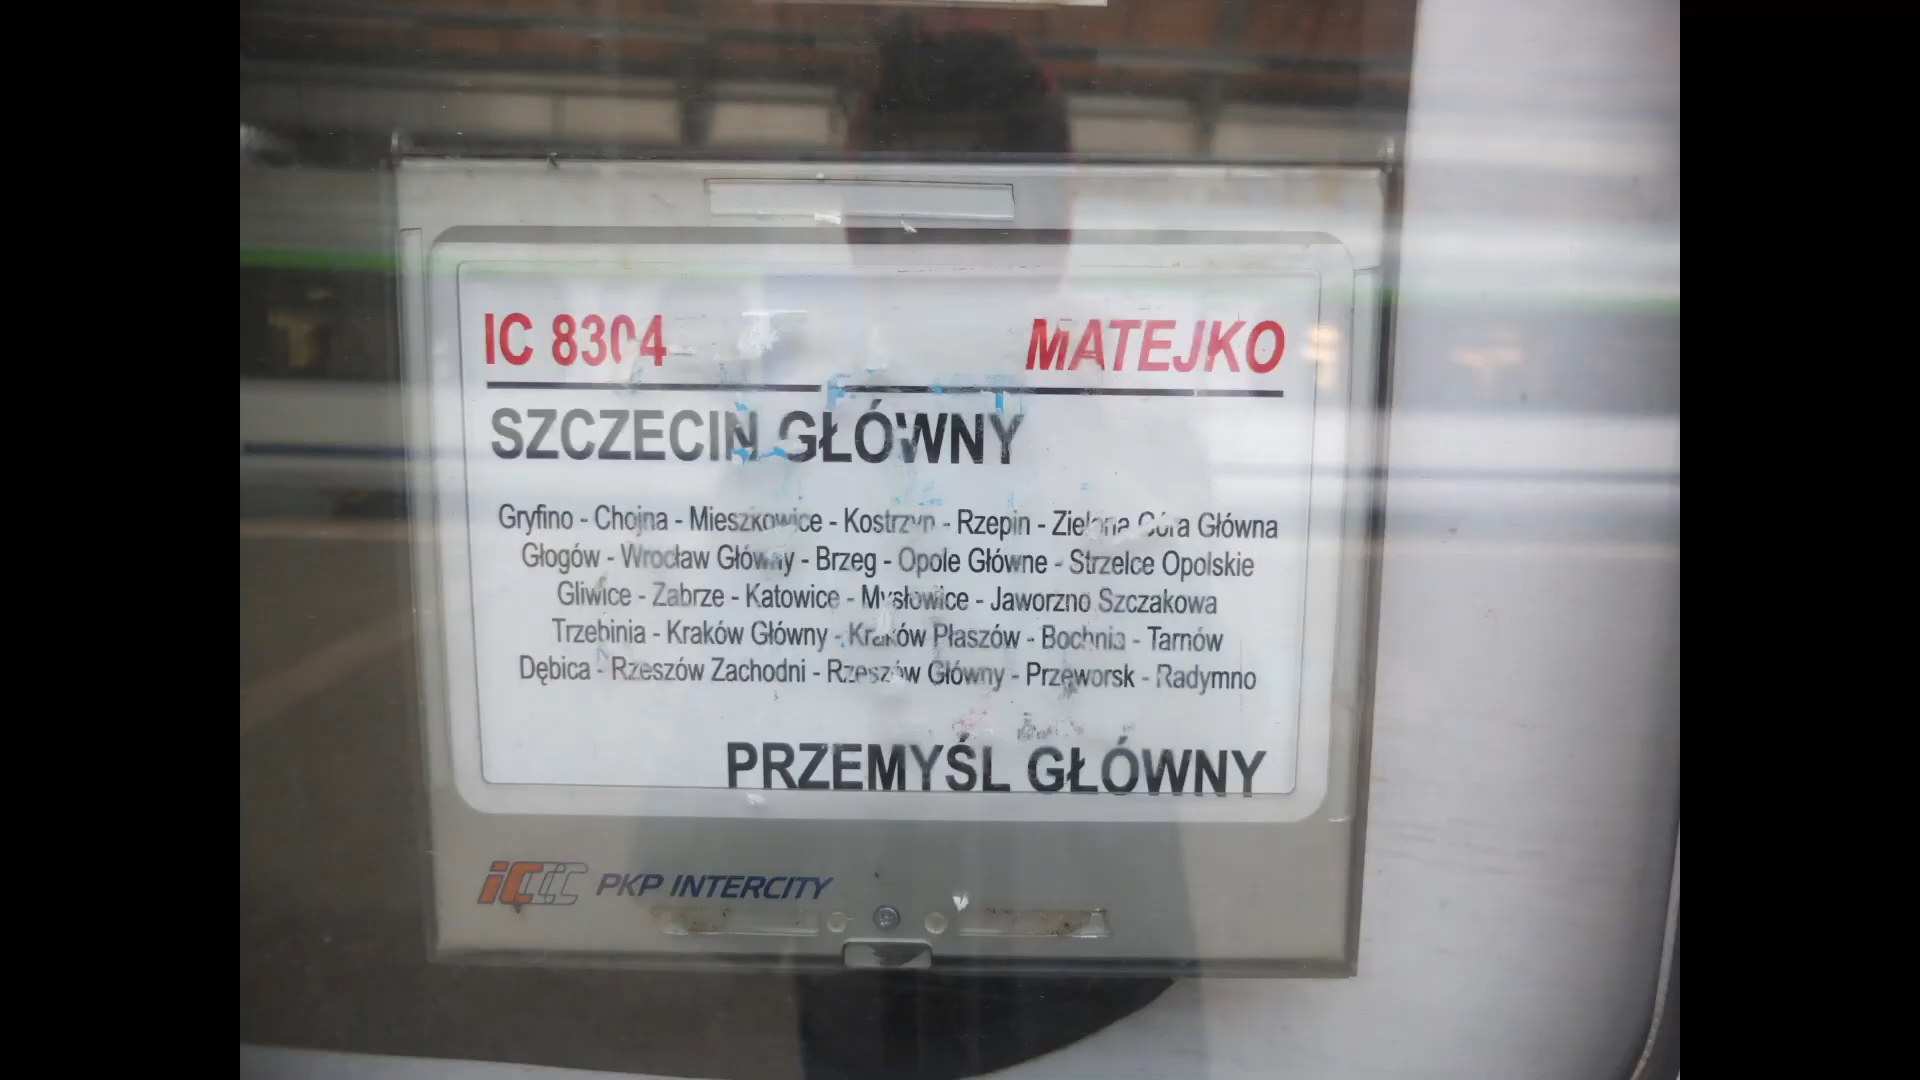 IC 8304 MATEJKO
SZCZECIN GŁÓWNY
Gryfino - Chojna - Mieszkowice - Kostrzyn - Rzepin - Zielona Góra Główna
Głogów - Wrocław Główny - Brzeg - Opole Główne - Strzelce Opolskie
Gliwice - Zabrze - Katowice - Mysłowice - Jaworzno Szczakowa
Trzebinia - Kraków Główny - Kraków Płaszów - Bochnia - Tarnów
Dębica - Rzeszów Zachodni - Rzeszów Główny - Przeworsk - Radymno
PRZEMYŚL GŁÓWNY
IC PKP INTERCITY